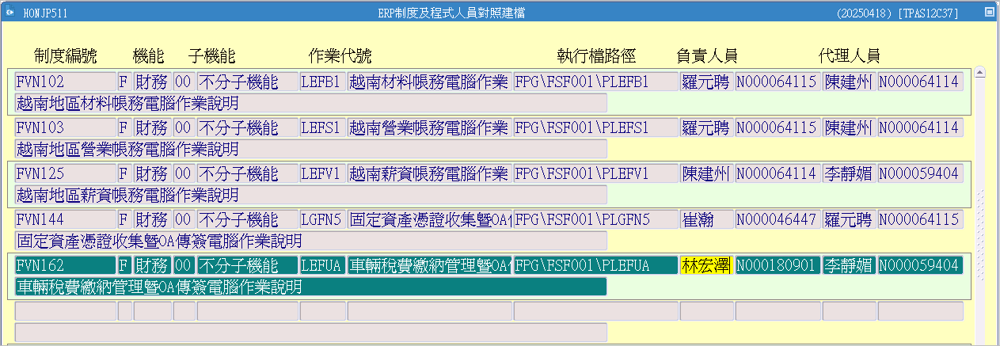 HONJP511 ERP制度及程式人員對照建檔 (20250418) [TPAS12C37]
制度編號 機能 子機能 作業代號 執行檔路徑 負責人員 代理人員
FVN102 F 財務 00 不分子機能 LEFB1 越南材料帳務電腦作業 FPG\FSF001\PLEFB1 羅元聘 N000064115 陳建州 N000064114
越南地區材料帳務電腦作業說明
FVN103 F 財務 00 不分子機能 LEFS1 越南營業帳務電腦作業 FPG\FSF001\PLEFS1 羅元聘 N000064115 陳建州 N000064114
越南地區營業帳務電腦作業說明
FVN125 F 財務 00 不分子機能 LEFV1 越南薪資帳務電腦作業 FPG\FSF001\PLEFV1 陳建州 N000064114 李靜媚 N000059404
越南地區薪資帳務電腦作業說明
FVN144 F 財務 00 不分子機能 LGFN5 固定資產憑證收集暨OA FPG\FSF001\PLGFN5 崔瀚 N000046447 羅元聘 N000064115
固定資產憑證收集暨OA傳簽電腦作業說明
FVN162 F 財務 00 不分子機能 LEFUA 車輛稅費繳納管理暨OA FPG\FSF001\PLEFUA 林宏澤 N000180901 李靜媚 N000059404
車輛稅費繳納管理暨OA傳簽電腦作業說明